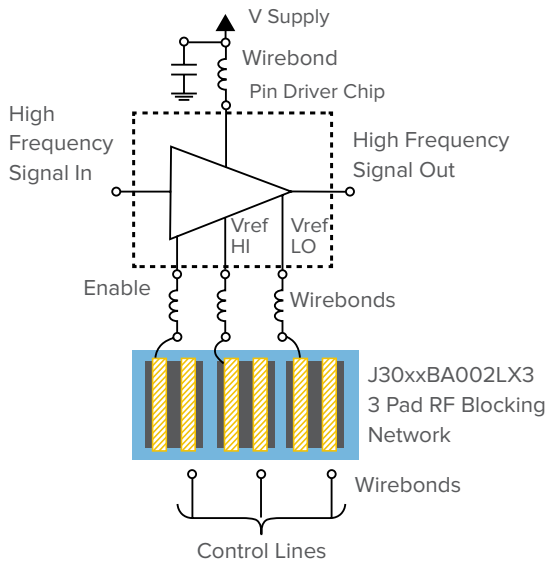 V Supply
Wirebond
Pin Driver Chip
High
Frequency
Signal In
High Frequency
Signal Out
Vref
HI
Vref
LO
Enable
Wirebonds
J30xxBA002LX3
3 Pad RF Blocking
Network
Wirebonds
Control Lines